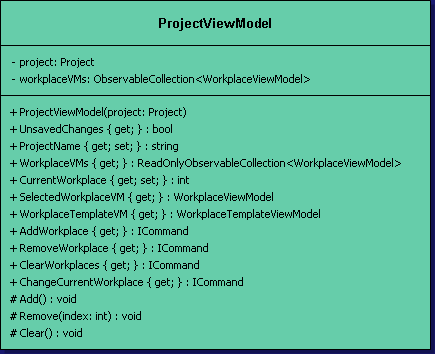 ProjectViewModel
- project: Project
- workplaceVMs: ObservableCollection<WorkplaceViewModel>
+ ProjectViewModel(project: Project)
+ UnsavedChanges { get; } : bool
+ ProjectName { get; set; } : string
+ WorkplaceVMs { get; } : ReadOnlyObservableCollection<WorkplaceViewModel>
+ CurrentWorkplace { get; set; } : int
+ SelectedWorkplaceVM { get; } : WorkplaceViewModel
+ WorkplaceTemplateVM { get; } : WorkplaceTemplateViewModel
+ AddWorkplace { get; } : ICommand
+ RemoveWorkplace { get; } : ICommand
+ ClearWorkplaces { get; } : ICommand
+ ChangeCurrentWorkplace { get; } : ICommand
# Add() : void
# Remove(index: int) : void
# Clear() : void